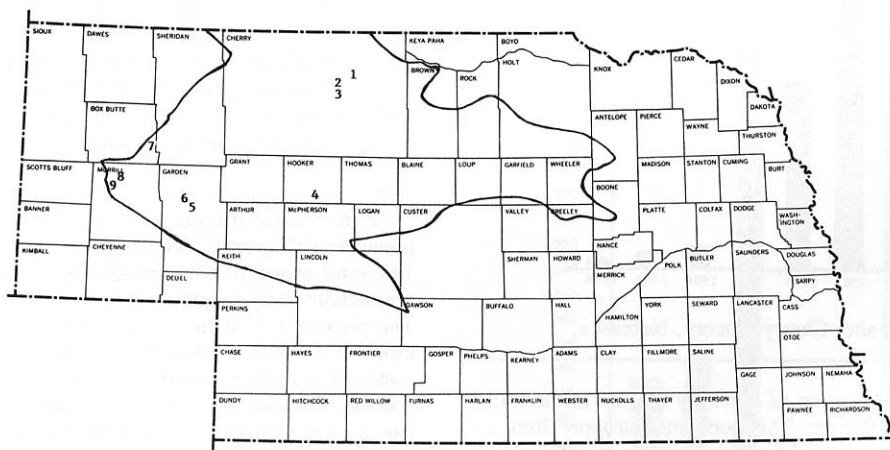 SIOUX DAWES SHERIDAN CHERRY KEYA PAHA BOYD
BROWN ROCK HOLT KNOX CEDAR DIXON
1
2
3
BOX BUTTE ANTELOPE PIERCE WAYNE DAKOTA
THURSTON
7
SCOTTS BLUFF MORRILL GARDEN GRANT HOOKER THOMAS BLAINE LOUP GARFIELD WHEELER MADISON STANTON CUMING BURT
8
9
6
5
4
BOONE
BANNER ARTHUR McPHERSON LOGAN CUSTER VALLEY GREELEY PLATTE COLFAX DODGE WASH-
INGTON
KIMBALL CHEYENNE KEITH LINCOLN SHERMAN HOWARD NANCE POLK BUTLER SAUNDERS DOUGLAS
DEUEL MERRICK SARPY
PERKINS DAWSON BUFFALO HALL HAMILTON YORK SEWARD LANCASTER CASS
OTOE
CHASE HAYES FRONTIER GOSPER PHELPS KEARNEY ADAMS CLAY FILLMORE SALINE
GAGE JOHNSON NEMAHA
DUNDY HITCHCOCK RED WILLOW FURNAS HARLAN FRANKLIN WEBSTER NUCKOLLS THAYER JEFFERSON
PAWNEE RICHARDSON